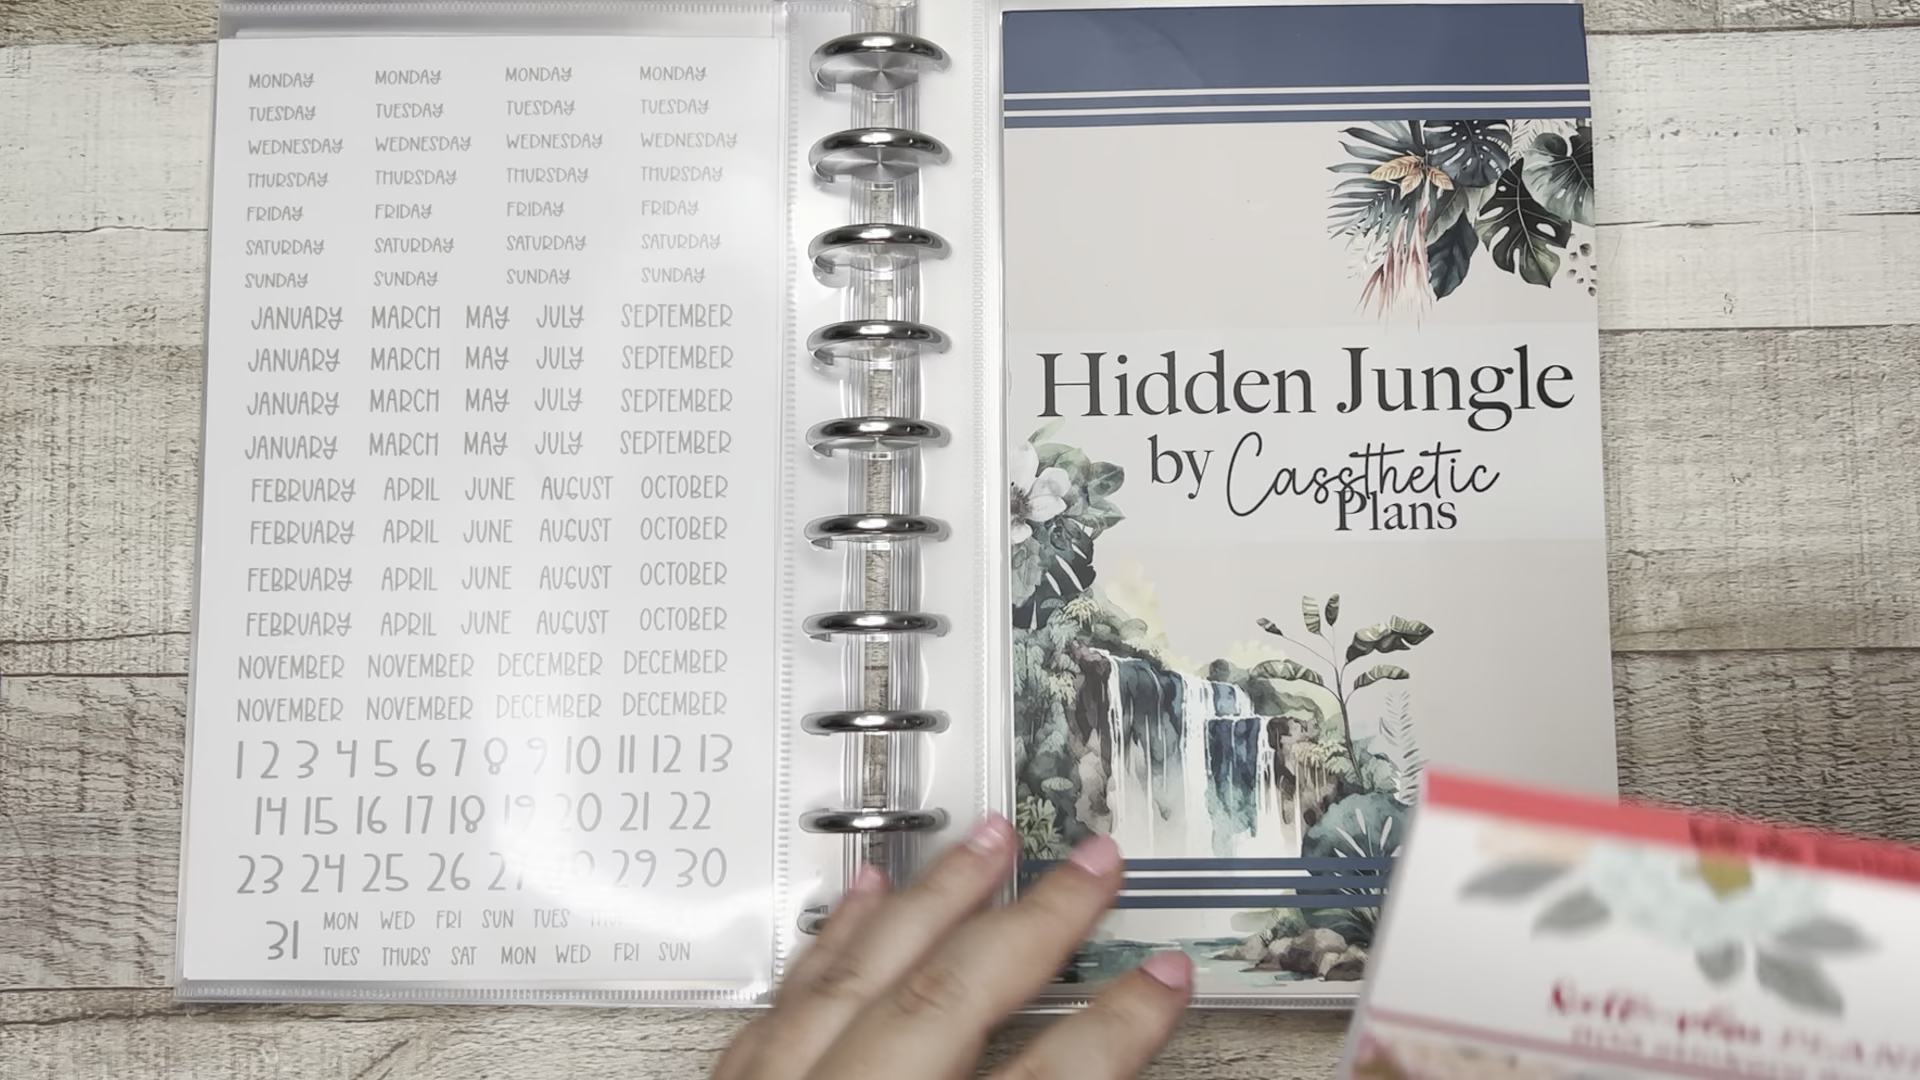 MONDAY MONDAY MONDAY MONDAY
TUESDAY TUESDAY TUESDAY TUESDAY
WEDNESDAY WEDNESDAY WEDNESDAY WEDNESDAY
THURSDAY THURSDAY THURSDAY THURSDAY
FRIDAY FRIDAY FRIDAY FRIDAY
SATURDAY SATURDAY SATURDAY SATURDAY
SUNDAY SUNDAY SUNDAY SUNDAY
JANUARY MARCH MAY JULY SEPTEMBER
JANUARY MARCH MAY JULY SEPTEMBER
JANUARY MARCH MAY JULY SEPTEMBER
JANUARY MARCH MAY JULY SEPTEMBER
FEBRUARY APRIL JUNE AUGUST OCTOBER
FEBRUARY APRIL JUNE AUGUST OCTOBER
FEBRUARY APRIL JUNE AUGUST OCTOBER
FEBRUARY APRIL JUNE AUGUST OCTOBER
NOVEMBER NOVEMBER DECEMBER DECEMBER
NOVEMBER NOVEMBER DECEMBER DECEMBER
1 2 3 4 5 6 7 8 9 10 11 12 13
14 15 16 17 18 19 20 21 22
23 24 25 26 27 29 30
31 MON WED FRI SUN TUES
TUES THURS SAT MON WED FRI SUN
Hidden Jungle
by Cassthetic
Plans